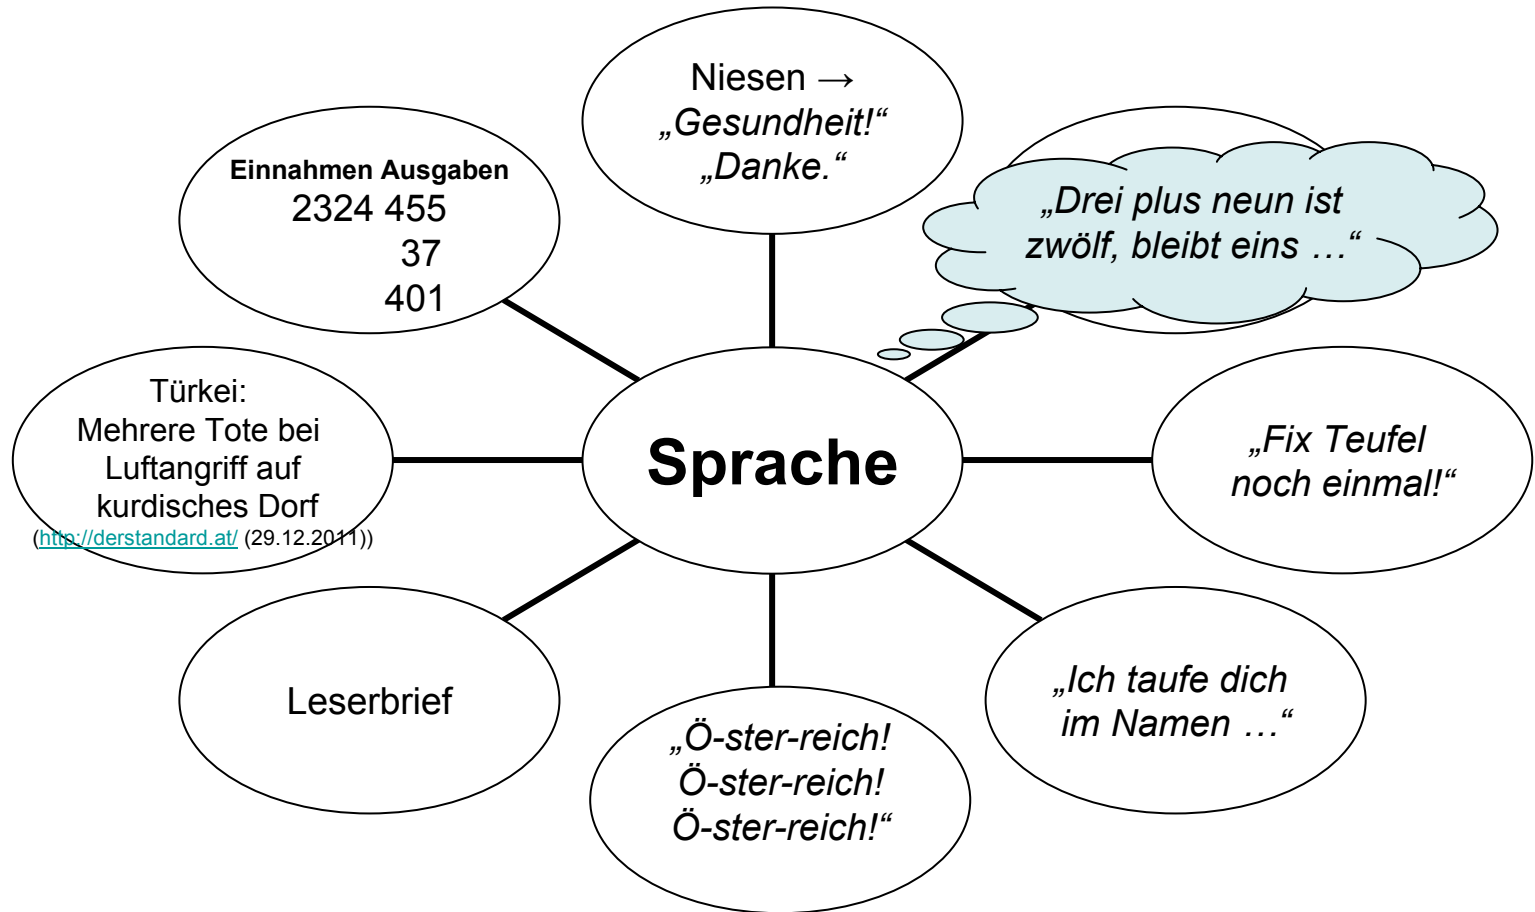 Niesen →
„Gesundheit!“
„Danke.“
Einnahmen Ausgaben
2324 455
37
401
„Drei plus neun ist
zwölf, bleibt eins …“
Türkei:
Mehrere Tote bei
Luftangriff auf
kurdisches Dorf
(http://derstandard.at/ (29.12.2011))
Sprache
„Fix Teufel
noch einmal!“
Leserbrief
„Ö-ster-reich!
Ö-ster-reich!
Ö-ster-reich!“
„Ich taufe dich
im Namen …“